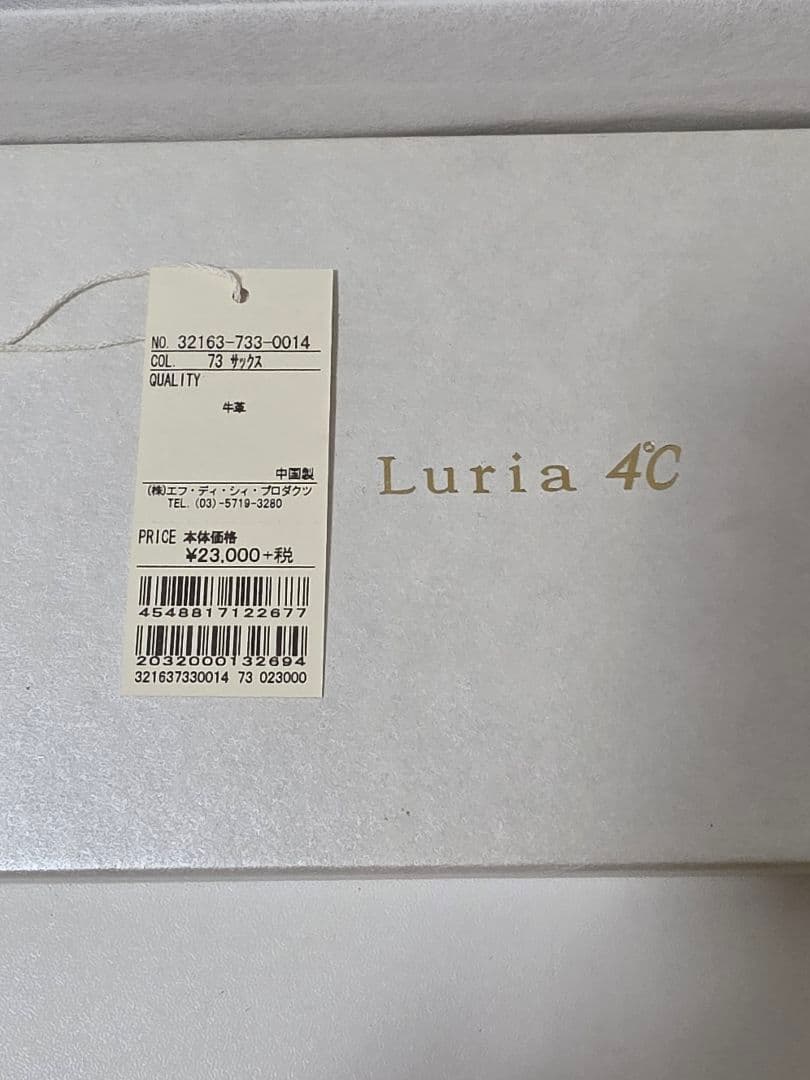 NO. 32163-733-0014
COL. 73 サックス
QUALITY
牛革
中国製
(株)エフ・ディ・シィ・プロダクツ
TEL. (03)-5719-3280
PRICE 本体価格
¥23,000+税
4548817122677
2032000132694
321637330014 73 023000
Luria 4℃